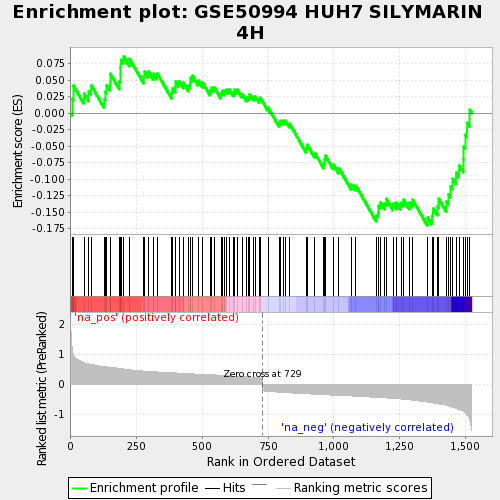 Enrichment plot: GSE50994 HUH7 SILYMARIN
4H
Enrichment score (ES)
0.075
0.050
0.025
0.000
-0.025
-0.050
-0.075
-0.100
-0.125
-0.150
-0.175
'na_pos' (positively correlated)
Ranked list metric (PreRanked)
2
1
0
-1
Zero cross at 729
'na_neg' (negatively correlated)
0
250
500
750
1,000
1,250
1,500
Rank in Ordered Dataset
Enrichment profile
Hits
Ranking metric scores